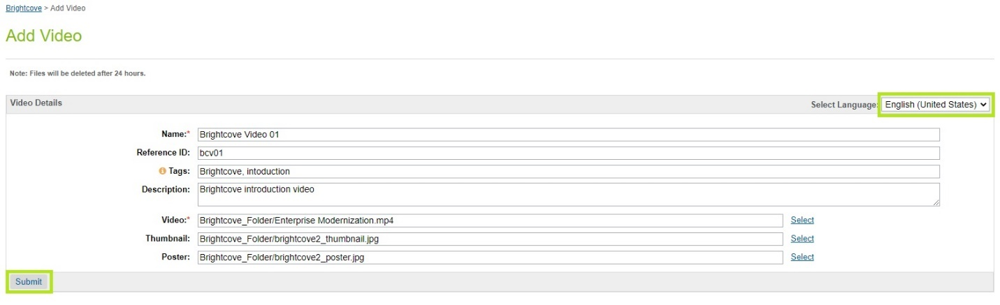 Brightcove > Add Video
Add Video
Note: Files will be deleted after 24 hours.
Video Details Select Language: English (United States)
Name:* Brightcove Video 01
Reference ID: bcv01
Tags: Brightcove, intoduction
Description: Brightcove introduction video
Video:* Brightcove_Folder/Enterprise Modernization.mp4 Select
Thumbnail: Brightcove_Folder/brightcove2_thumbnail.jpg Select
Poster: Brightcove_Folder/brightcove2_poster.jpg Select
Submit